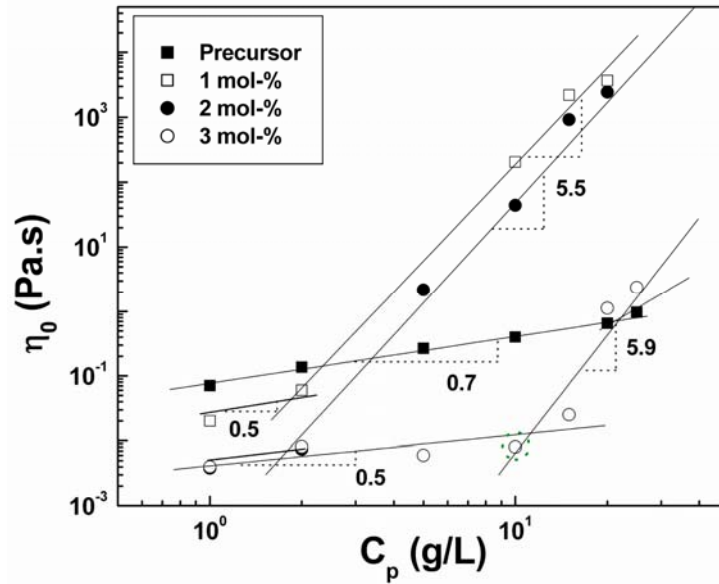 Precursor
1 mol-%
2 mol-%
3 mol-%
10³
10¹
10⁻¹
10⁻³
η₀ (Pa.s)
5.5
5.9
0.7
0.5
0.5
10⁰
10¹
Cₚ (g/L)